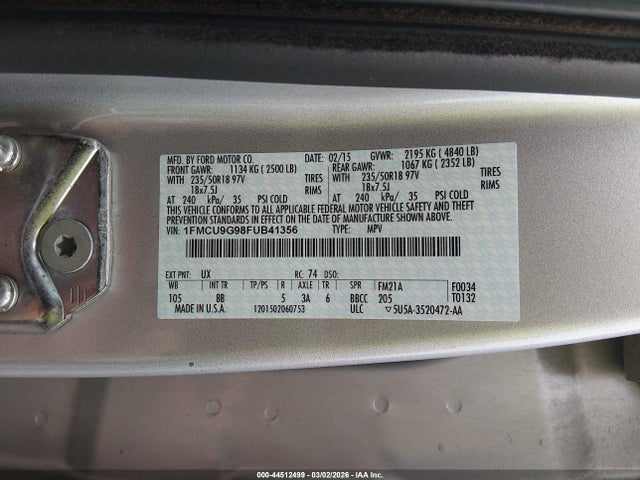 MFD. BY FORD MOTOR CO. DATE: 02/15 GVWR: 2195 KG ( 4840 LB)
FRONT GAWR: 1134 KG ( 2500 LB) REAR GAWR: 1067 KG ( 2352 LB)
WITH 235/50R18 97V TIRES WITH 235/50R18 97V TIRES
18x7.5J RIMS 18x7.5J RIMS
AT 240 kPa/ 35 PSI COLD AT 240 kPa/ 35 PSI COLD
THIS VEHICLE CONFORMS TO ALL APPLICABLE FEDERAL MOTOR VEHICLE SAFETY
AND THEFT PREVENTION STANDARDS IN EFFECT
ON THE DATE OF MANUFACTURE SHOWN ABOVE.
VIN: 1FMCU9G98FUB41356 TYPE: MPV
EXT PNT: UX RC: 74 DSO:
WB TP/PS R AXLE TR SPR FM21A F0034
105 BB 5 3A 6 BBCC 205 T0132
MADE IN U.S.A. 1201502060753 ULC 5U5A-3520472-AA
000-44512499 - 03/02/2026 - IAA Inc.